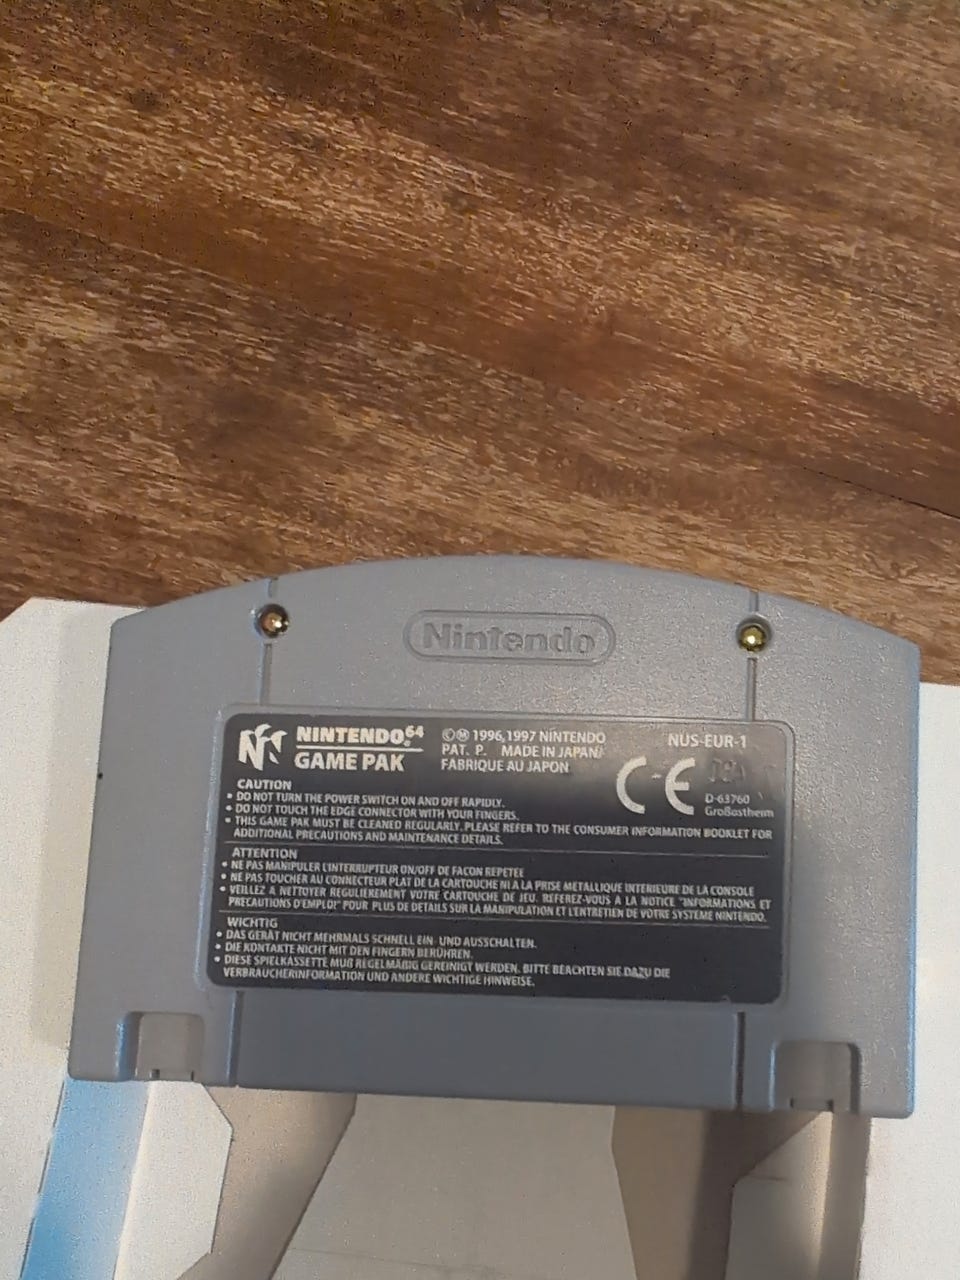 Nintendo
NINTENDO64
GAME PAK
©Ⓜ 1996, 1997 NINTENDO
PAT. P. MADE IN JAPAN/
FABRIQUE AU JAPON
NUS-EUR-1
CE
D-63760
Großostheim
CAUTION
• DO NOT TURN THE POWER SWITCH ON AND OFF RAPIDLY.
• DO NOT TOUCH THE EDGE CONNECTOR WITH YOUR FINGERS.
• THIS GAME PAK MUST BE CLEANED REGULARLY. PLEASE REFER TO THE CONSUMER INFORMATION BOOKLET FOR
ADDITIONAL PRECAUTIONS AND MAINTENANCE DETAILS.
ATTENTION
• NE PAS MANIPULER L'INTERRUPTEUR ON/OFF DE FACON REPETEE
• NE PAS TOUCHER AU CONNECTEUR PLAT DE LA CARTOUCHE NI A LA PRISE METALLIQUE INTERIEURE DE LA CONSOLE
• VEILLEZ A NETTOYER REGULIEREMENT VOTRE CARTOUCHE DE JEU. REFEREZ-VOUS A LA NOTICE "INFORMATIONS ET
PRECAUTIONS D'EMPLOI" POUR PLUS DE DETAILS SUR LA MANIPULATION ET L'ENTRETIEN DE VOTRE SYSTEME NINTENDO.
WICHTIG
• DAS GERÄT NICHT MEHRMALS SCHNELL EIN- UND AUSSCHALTEN.
• DIE KONTAKTE NICHT MIT DEN FINGERN BERÜHREN.
• DIESE SPIELKASSETTE MUß REGELMÄßIG GEREINIGT WERDEN. BITTE BEACHTEN SIE DAZU DIE
VERBRAUCHERINFORMATION UND ANDERE WICHTIGE HINWEISE.